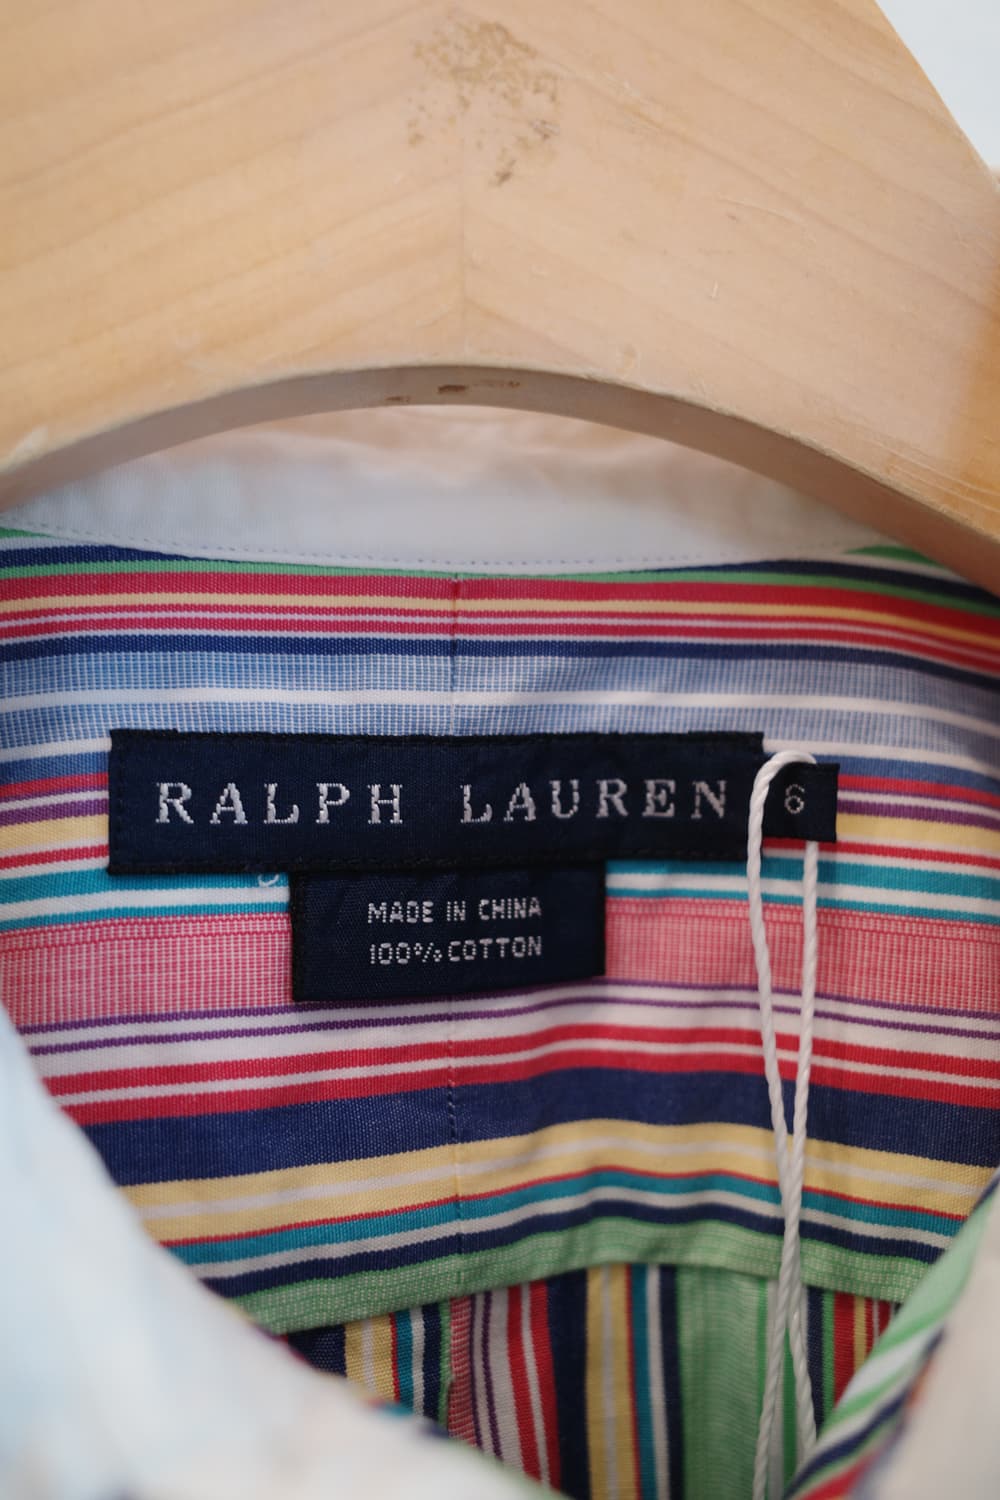 RALPH LAUREN
6
MADE IN CHINA
100% COTTON